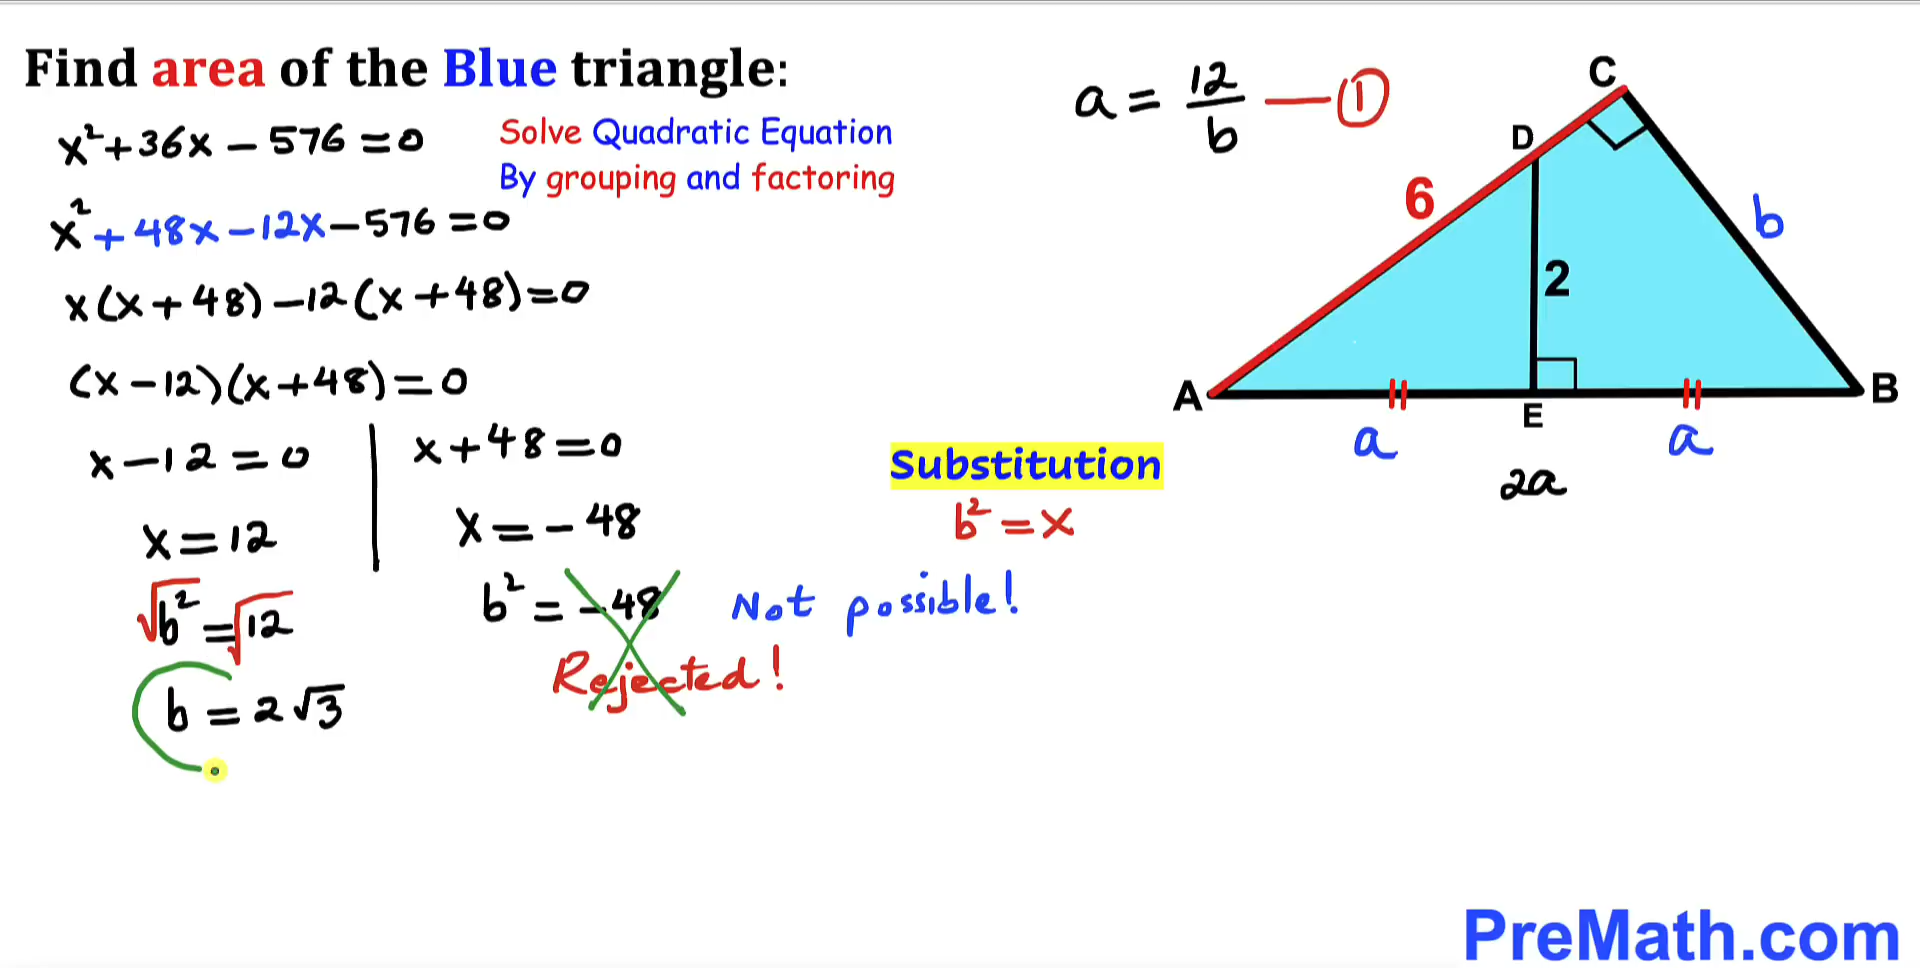 Find area of the Blue triangle:
x²+36x−576=0
Solve Quadratic Equation
By grouping and factoring
x²+48x−12x−576=0
x(x+48)−12(x+48)=0
(x−12)(x+48)=0
x−12=0
x+48=0
x=12
x=−48
√b²=√12
b²=−48
Not possible!
Rejected!
b=2√3
Substitution
b²=x
a=12/b —①
C
D
6
b
2
A
E
B
a
a
2a
PreMath.com